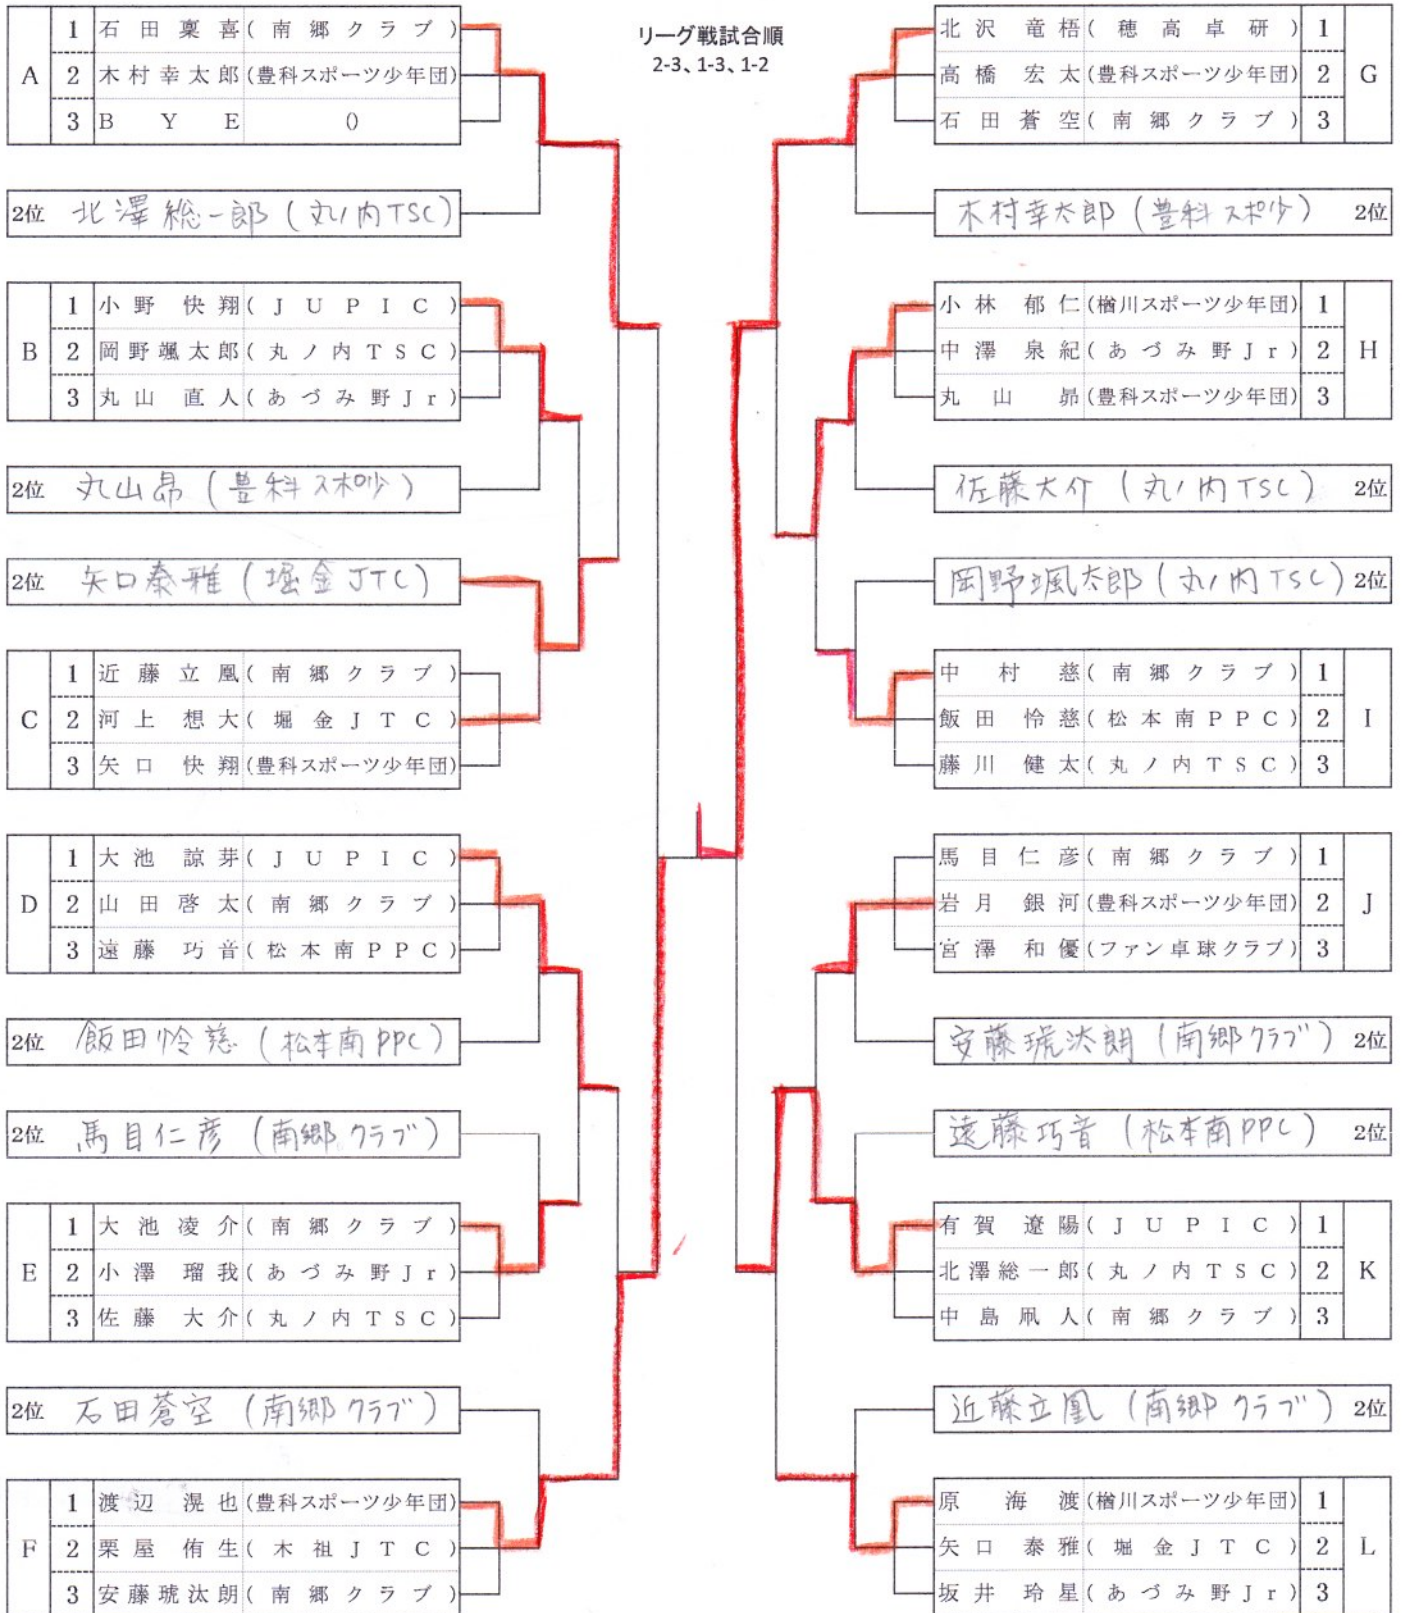 リーグ戦試合順
2-3、1-3、1-2
A
1 石田稟喜(南郷クラブ)
2 木村幸太郎(豊科スポーツ少年団)
3 BYE ()
2位 北澤総一郎(丸ノ内TSC)
B
1 小野快翔(JUPIC)
2 岡野颯太郎(丸ノ内TSC)
3 丸山直人(あづみ野Jr)
2位 丸山昴(豊科スポ少)
2位 矢口泰雅(堀金JTC)
C
1 近藤立凰(南郷クラブ)
2 河上想大(堀金JTC)
3 矢口快翔(豊科スポーツ少年団)
D
1 大池諒芽(JUPIC)
2 山田啓太(南郷クラブ)
3 遠藤巧音(松本南PPC)
2位 飯田怜慈(松本南PPC)
2位 馬目仁彦(南郷クラブ)
E
1 大池凌介(南郷クラブ)
2 小澤瑠我(あづみ野Jr)
3 佐藤大介(丸ノ内TSC)
2位 石田蒼空(南郷クラブ)
F
1 渡辺滉也(豊科スポーツ少年団)
2 栗屋侑生(木祖JTC)
3 安藤琥汰朗(南郷クラブ)
北沢竜梧(穂高卓研) 1
高橋宏太(豊科スポーツ少年団) 2
石田蒼空(南郷クラブ) 3
G
木村幸太郎(豊科スポ少) 2位
小林郁仁(楢川スポーツ少年団) 1
中澤泉紀(あづみ野Jr) 2
丸山昴(豊科スポーツ少年団) 3
H
佐藤大介(丸ノ内TSC) 2位
岡野颯太郎(丸ノ内TSC) 2位
中村慈(南郷クラブ) 1
飯田怜慈(松本南PPC) 2
藤川健太(丸ノ内TSC) 3
I
馬目仁彦(南郷クラブ) 1
岩月銀河(豊科スポーツ少年団) 2
宮澤和優(ファン卓球クラブ) 3
J
安藤琥汰朗(南郷クラブ) 2位
遠藤巧音(松本南PPC) 2位
有賀遼陽(JUPIC) 1
北澤総一郎(丸ノ内TSC) 2
中島凧人(南郷クラブ) 3
K
近藤立凰(南郷クラブ) 2位
原海渡(楢川スポーツ少年団) 1
矢口泰雅(堀金JTC) 2
坂井玲星(あづみ野Jr) 3
L